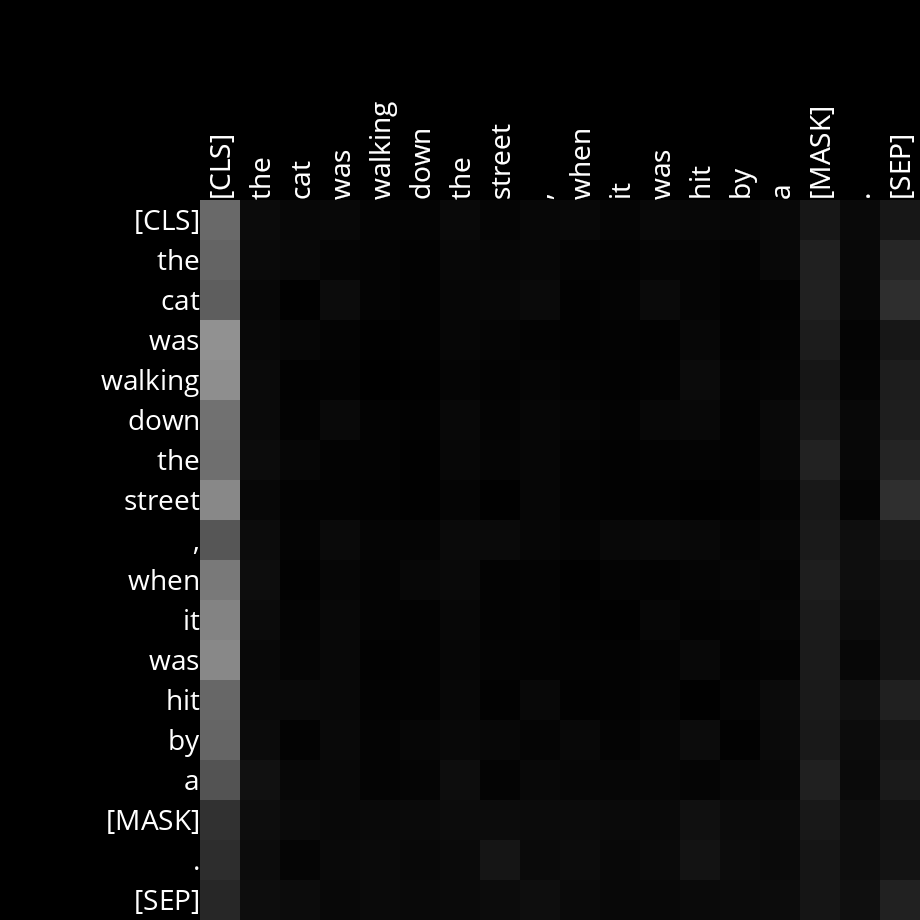 [CLS] the cat was walking down the street , when it was hit by a [MASK] . [SEP]
[CLS]
the
cat
was
walking
down
the
street
,
when
it
was
hit
by
a
[MASK]
.
[SEP]